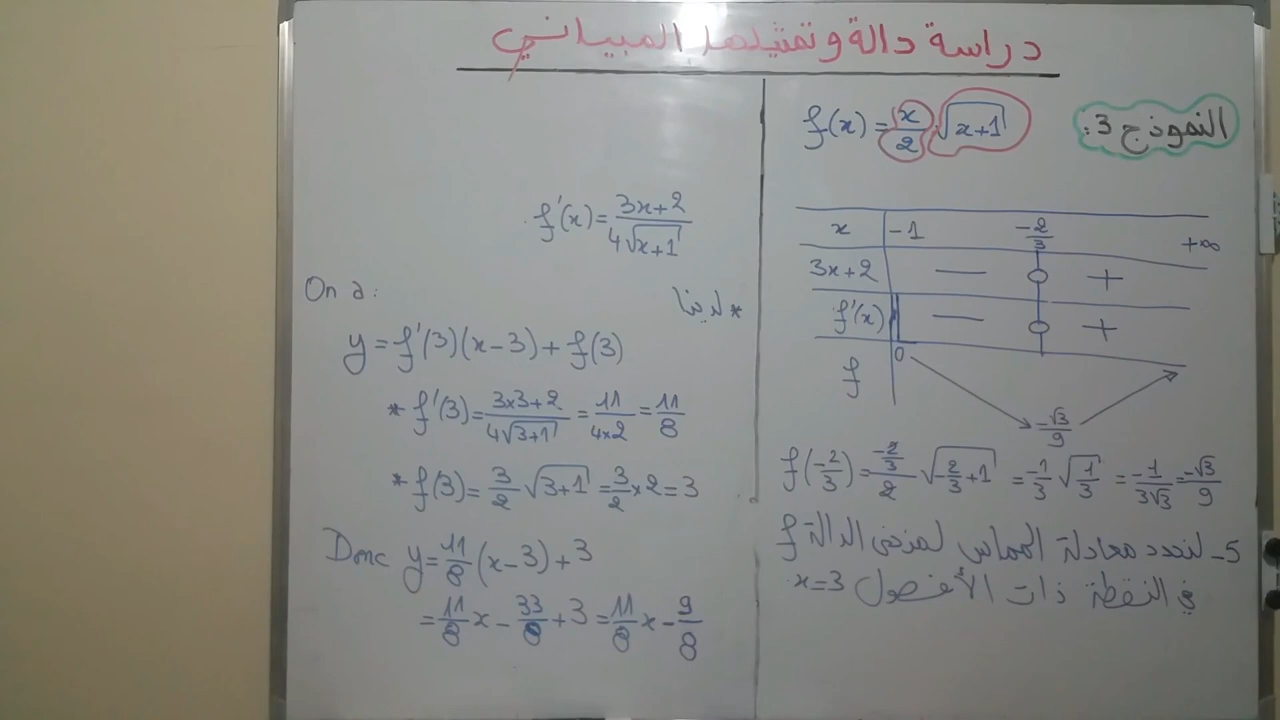 دراسة دالة وتمثيلها المبياني
النموذج 3:
f(x) = x/2 √(x+1)
x | -1 | -2/3 | +∞
3x+2 | — | 0 | +
f'(x) | — | 0 | +
f | 0 | -√3/9
f(-2/3) = (-2/3)/2 √(-2/3+1) = -1/3 √(1/3) = -1/(3√3) = -√3/9
5- لنحدد معادلة المماس لمنحنى الدالة f
في النقطة ذات الأفصول x=3
f'(x) = (3x+2)/(4√(x+1))
On a: * لدينا
y = f'(3)(x-3) + f(3)
* f'(3) = (3x3+2)/(4√(3+1)) = 11/(4x2) = 11/8
* f(3) = 3/2 √(3+1) = 3/2 x 2 = 3
Donc y = 11/8 (x-3) + 3
= 11/8 x - 33/8 + 3 = 11/8 x - 9/8